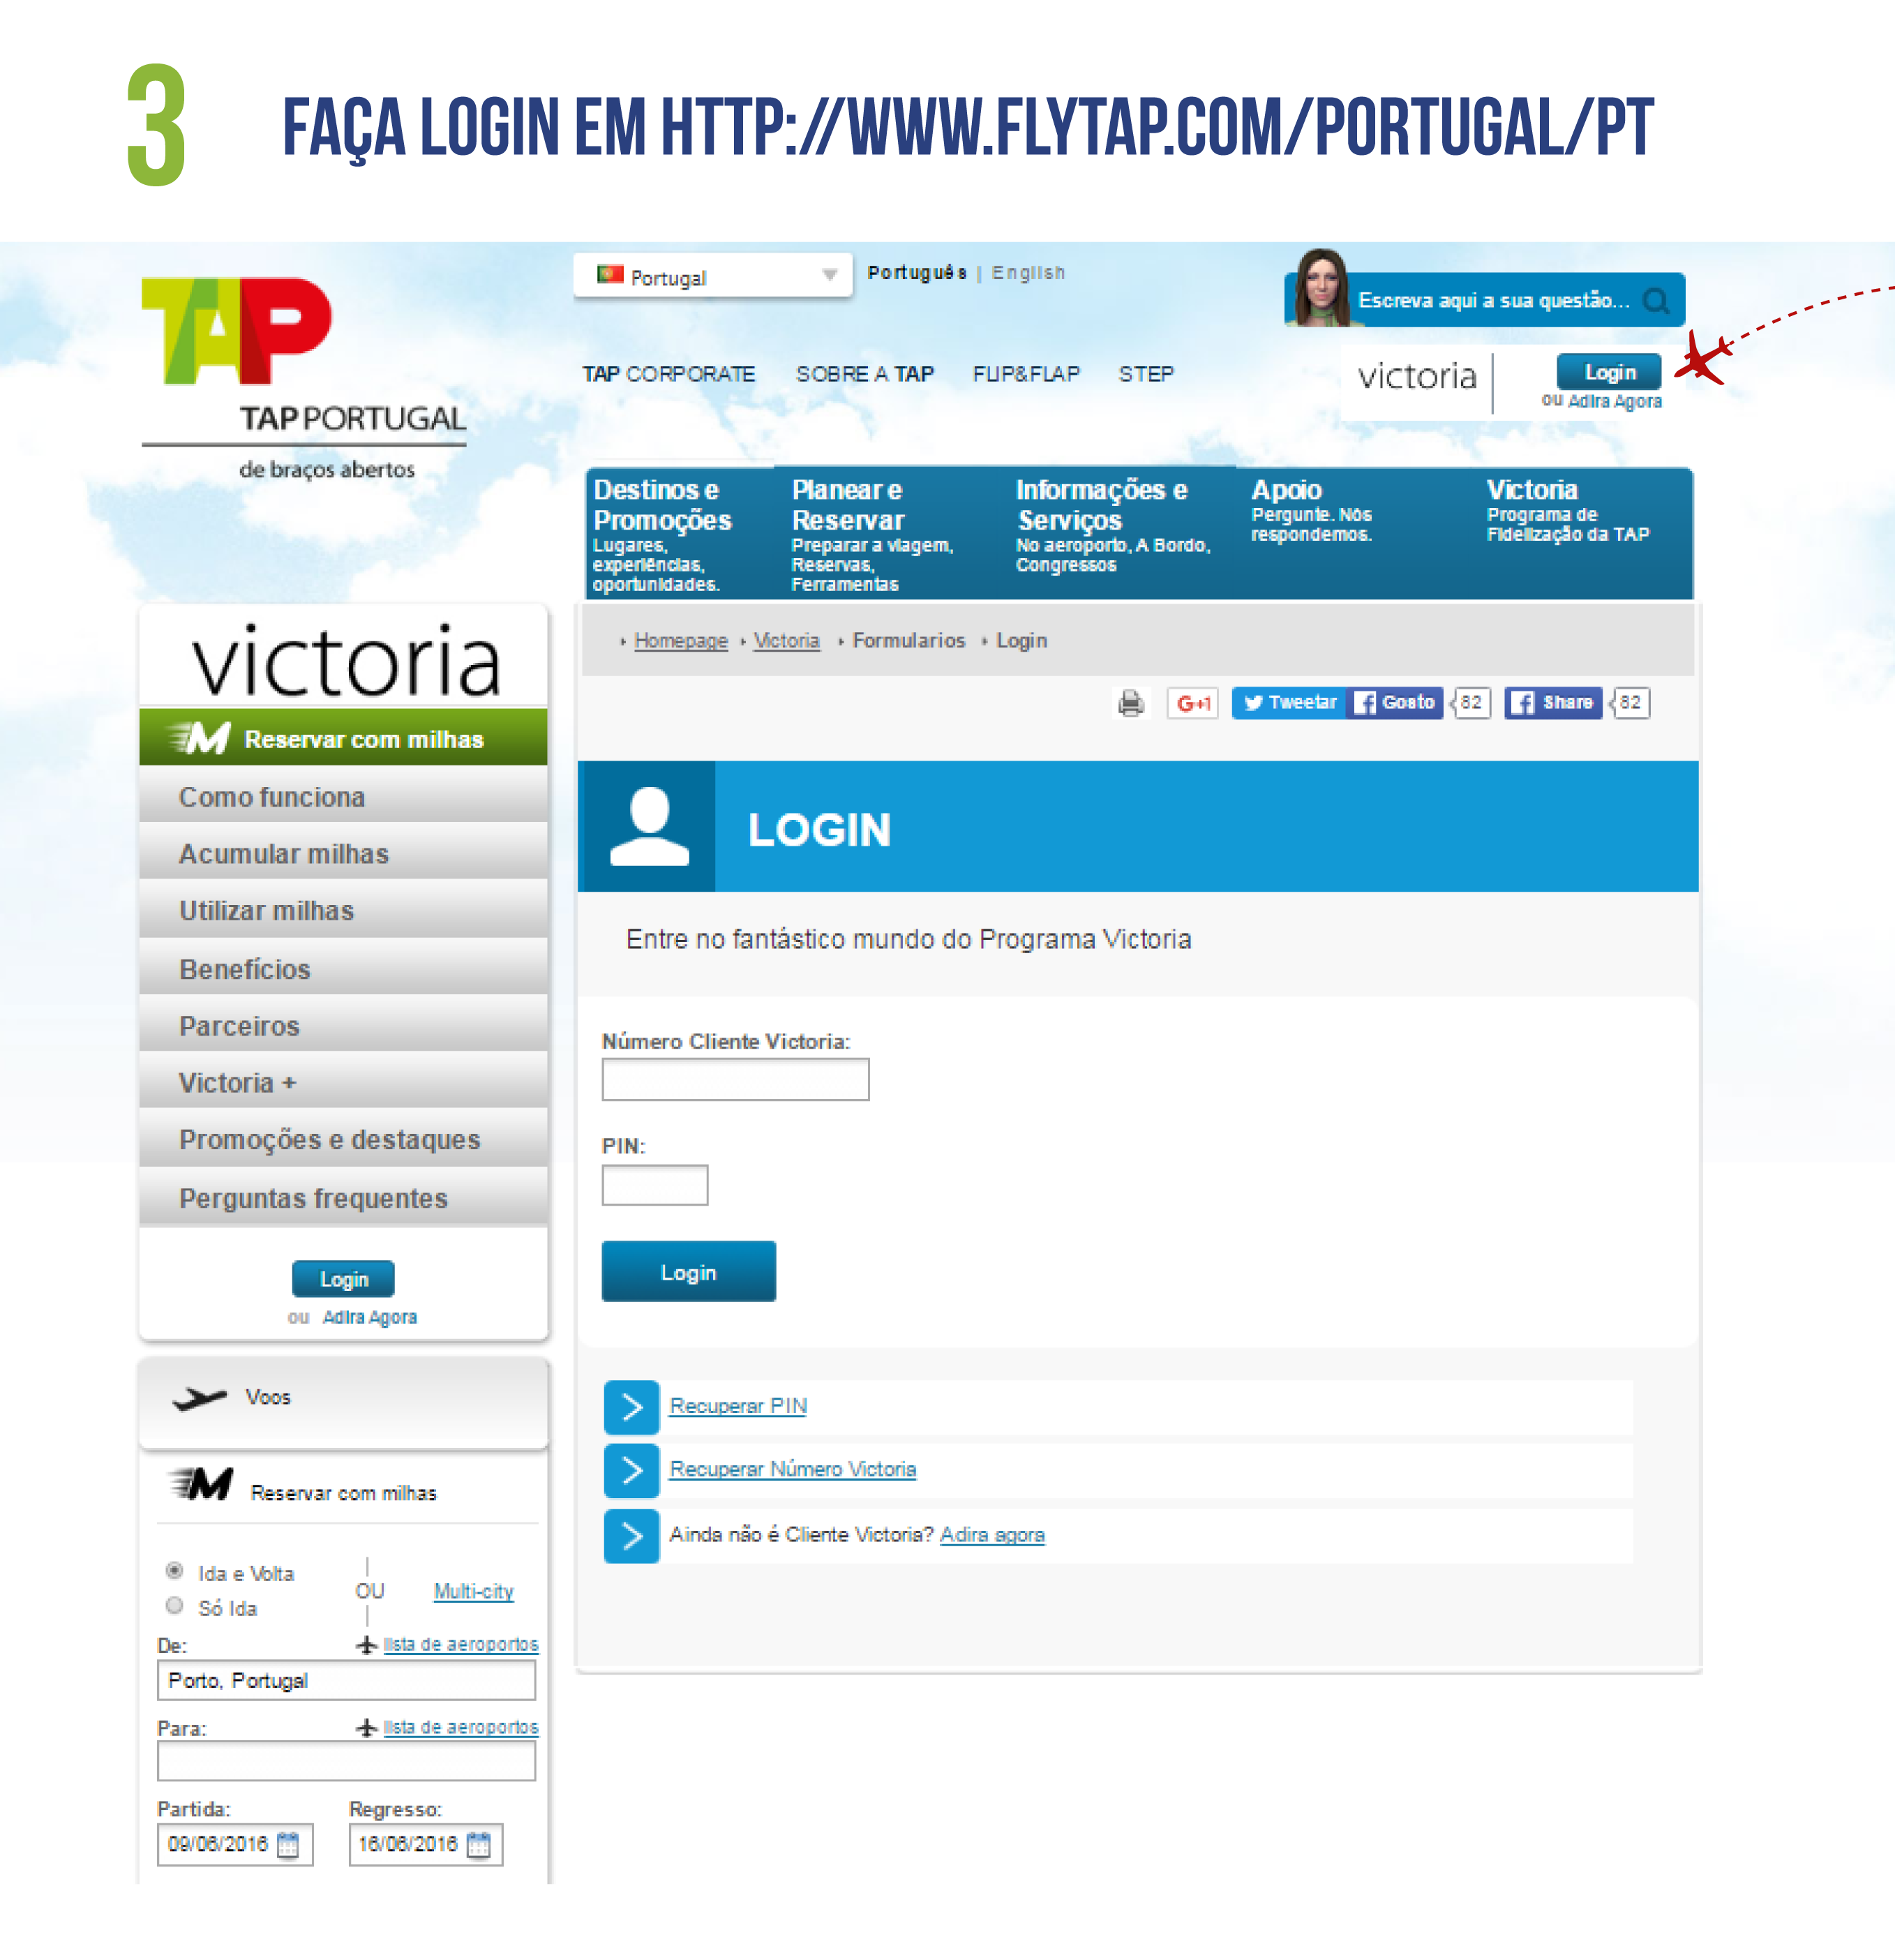 3 FAÇA LOGIN EM HTTP://WWW.FLYTAP.COM/PORTUGAL/PT
TAP
TAP PORTUGAL
de braços abertos
Portugal
Português | English
Escreva aqui a sua questão...
TAP CORPORATE SOBRE A TAP FLIP&FLAP STEP
victoria
Login
ou Adira Agora
Destinos e Promoções
Lugares, experiências, oportunidades.
Planear e Reservar
Preparar a viagem, Reservas, Ferramentas
Informações e Serviços
No aeroporto, A Bordo, Congressos
Apoio
Pergunte. Nós respondemos.
Victoria
Programa de Fidelização da TAP
victoria
M Reservar com milhas
Como funciona
Acumular milhas
Utilizar milhas
Benefícios
Parceiros
Victoria +
Promoções e destaques
Perguntas frequentes
Login
ou Adira Agora
Voos
M Reservar com milhas
Ida e Volta
Só Ida
OU
Multi-city
De: lista de aeroportos
Porto, Portugal
Para: lista de aeroportos
Partida: Regresso:
09/06/2016 16/06/2016
Homepage Victoria Formularios Login
G+1 Tweetar Gosto 82 Share 82
LOGIN
Entre no fantástico mundo do Programa Victoria
Número Cliente Victoria:
PIN:
Login
Recuperar PIN
Recuperar Número Victoria
Ainda não é Cliente Victoria? Adira agora